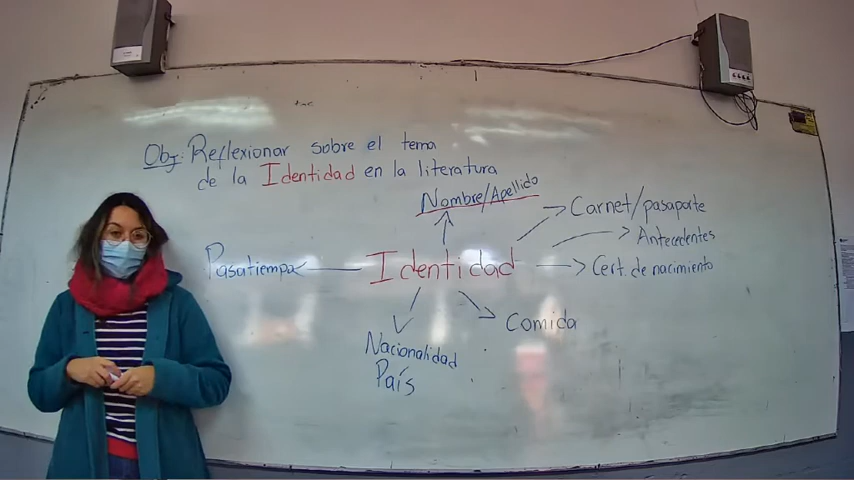 Obj: Reflexionar sobre el tema
de la Identidad en la literatura
Nombre/Apellido
Carnet/pasaporte
Antecedentes
Pasatiempo
Identidad
Cert. de nacimiento
Comida
Nacionalidad
País